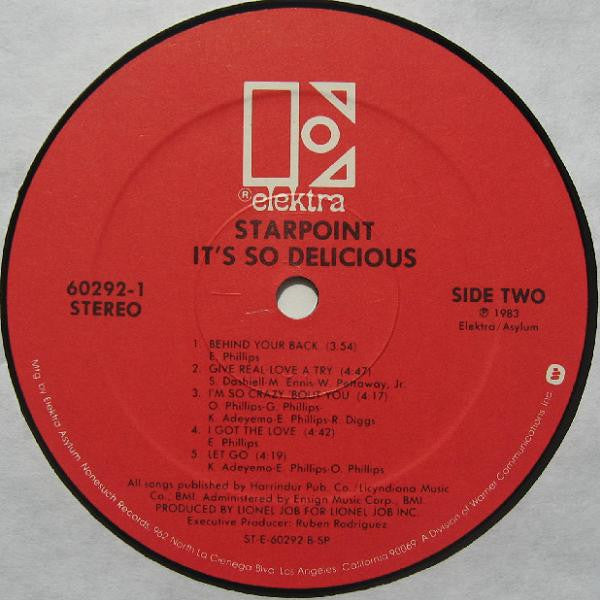 ® elektra
STARPOINT
IT'S SO DELICIOUS
60292-1
STEREO
SIDE TWO
℗ 1983
Elektra/Asylum
1. BEHIND YOUR BACK (3:54)
E. Phillips
2. GIVE REAL LOVE A TRY (4:47)
S. Dashiell-M. Ennis-W. Pettaway, Jr.
3. I'M SO CRAZY 'BOUT YOU (4:17)
O. Phillips-G. Phillips-
K. Adeyemo-E. Phillips-R. Diggs
4. I GOT THE LOVE (4:42)
E. Phillips
5. LET GO (4:19)
K. Adeyemo-E. Phillips-O. Phillips
All songs published by Harrindur Pub. Co./Licyndiana Music
Co., BMI. Administered by Ensign Music Corp., BMI.
PRODUCED BY LIONEL JOB FOR LIONEL JOB INC.
Executive Producer: Ruben Rodriguez
ST-E-60292 B-SP
Mfg by Elektra Asylum Nonesuch Records, 962 North La Cienega Blvd. Los Angeles, California 90069. A Division of Warner Communications Inc.